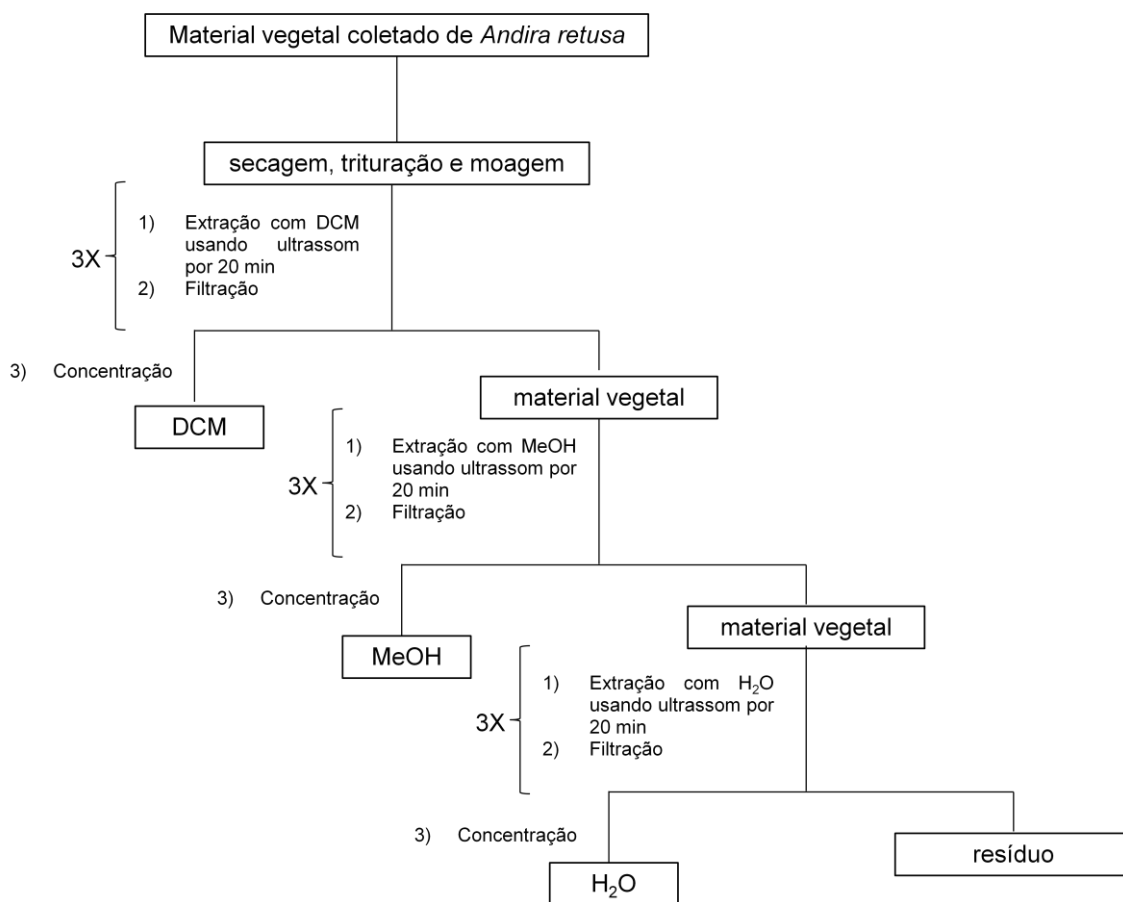 Material vegetal coletado de Andira retusa
secagem, trituração e moagem
3X
1) Extração com DCM
usando ultrassom
por 20 min
2) Filtração
3) Concentração
DCM
material vegetal
3X
1) Extração com MeOH
usando ultrassom por
20 min
2) Filtração
3) Concentração
MeOH
material vegetal
3X
1) Extração com H₂O
usando ultrassom por
20 min
2) Filtração
3) Concentração
H₂O
resíduo